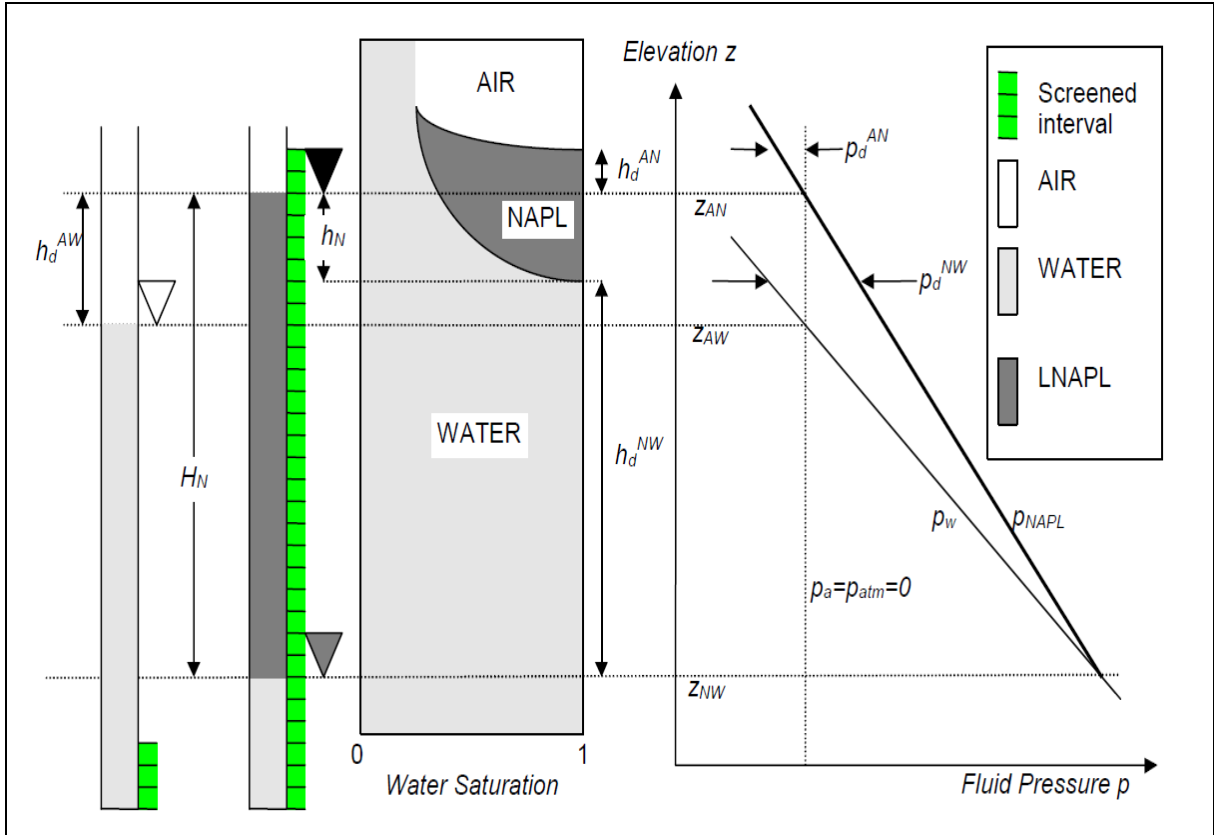 Elevation z
AIR
Screened
interval
h_d^AN
p_d^AN
AIR
z_AN
NAPL
h_N
h_d^AW
WATER
p_d^NW
z_AW
LNAPL
WATER
h_d^NW
H_N
p_w
p_NAPL
p_a=p_atm=0
z_NW
0
1
Water Saturation
Fluid Pressure p